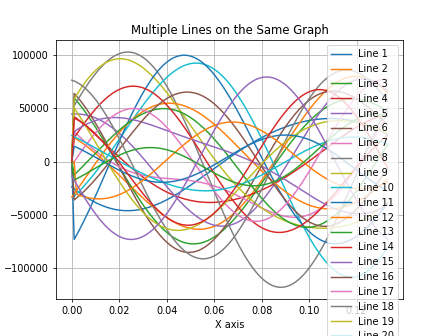 Multiple Lines on the Same Graph
100000
50000
0
−50000
−100000
0.00
0.02
0.04
0.06
0.08
0.10
X axis
Line 1
Line 2
Line 3
Line 4
Line 5
Line 6
Line 7
Line 8
Line 9
Line 10
Line 11
Line 12
Line 13
Line 14
Line 15
Line 16
Line 17
Line 18
Line 19
Line 20